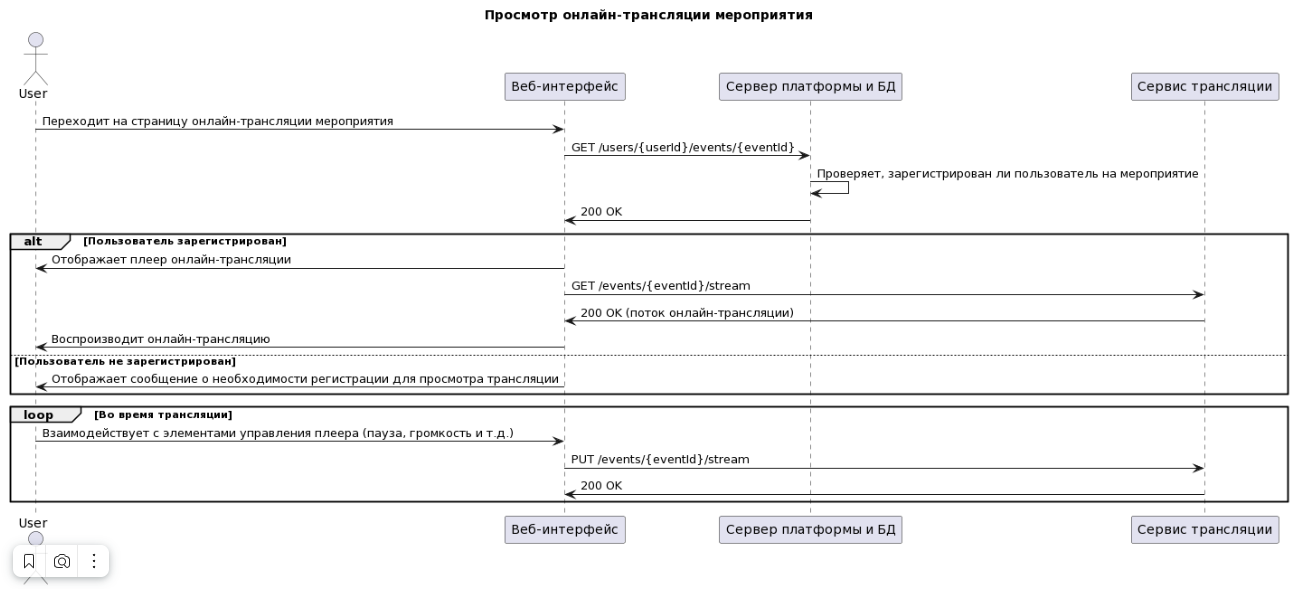 Просмотр онлайн-трансляции мероприятия
User
Веб-интерфейс
Сервер платформы и БД
Сервис трансляции
Переходит на страницу онлайн-трансляции мероприятия
GET /users/{userId}/events/{eventId}
Проверяет, зарегистрирован ли пользователь на мероприятие
200 OK
alt [Пользователь зарегистрирован]
Отображает плеер онлайн-трансляции
GET /events/{eventId}/stream
200 OK (поток онлайн-трансляции)
Воспроизводит онлайн-трансляцию
[Пользователь не зарегистрирован]
Отображает сообщение о необходимости регистрации для просмотра трансляции
loop [Во время трансляции]
Взаимодействует с элементами управления плеера (пауза, громкость и т.д.)
PUT /events/{eventId}/stream
200 OK
User
Веб-интерфейс
Сервер платформы и БД
Сервис трансляции